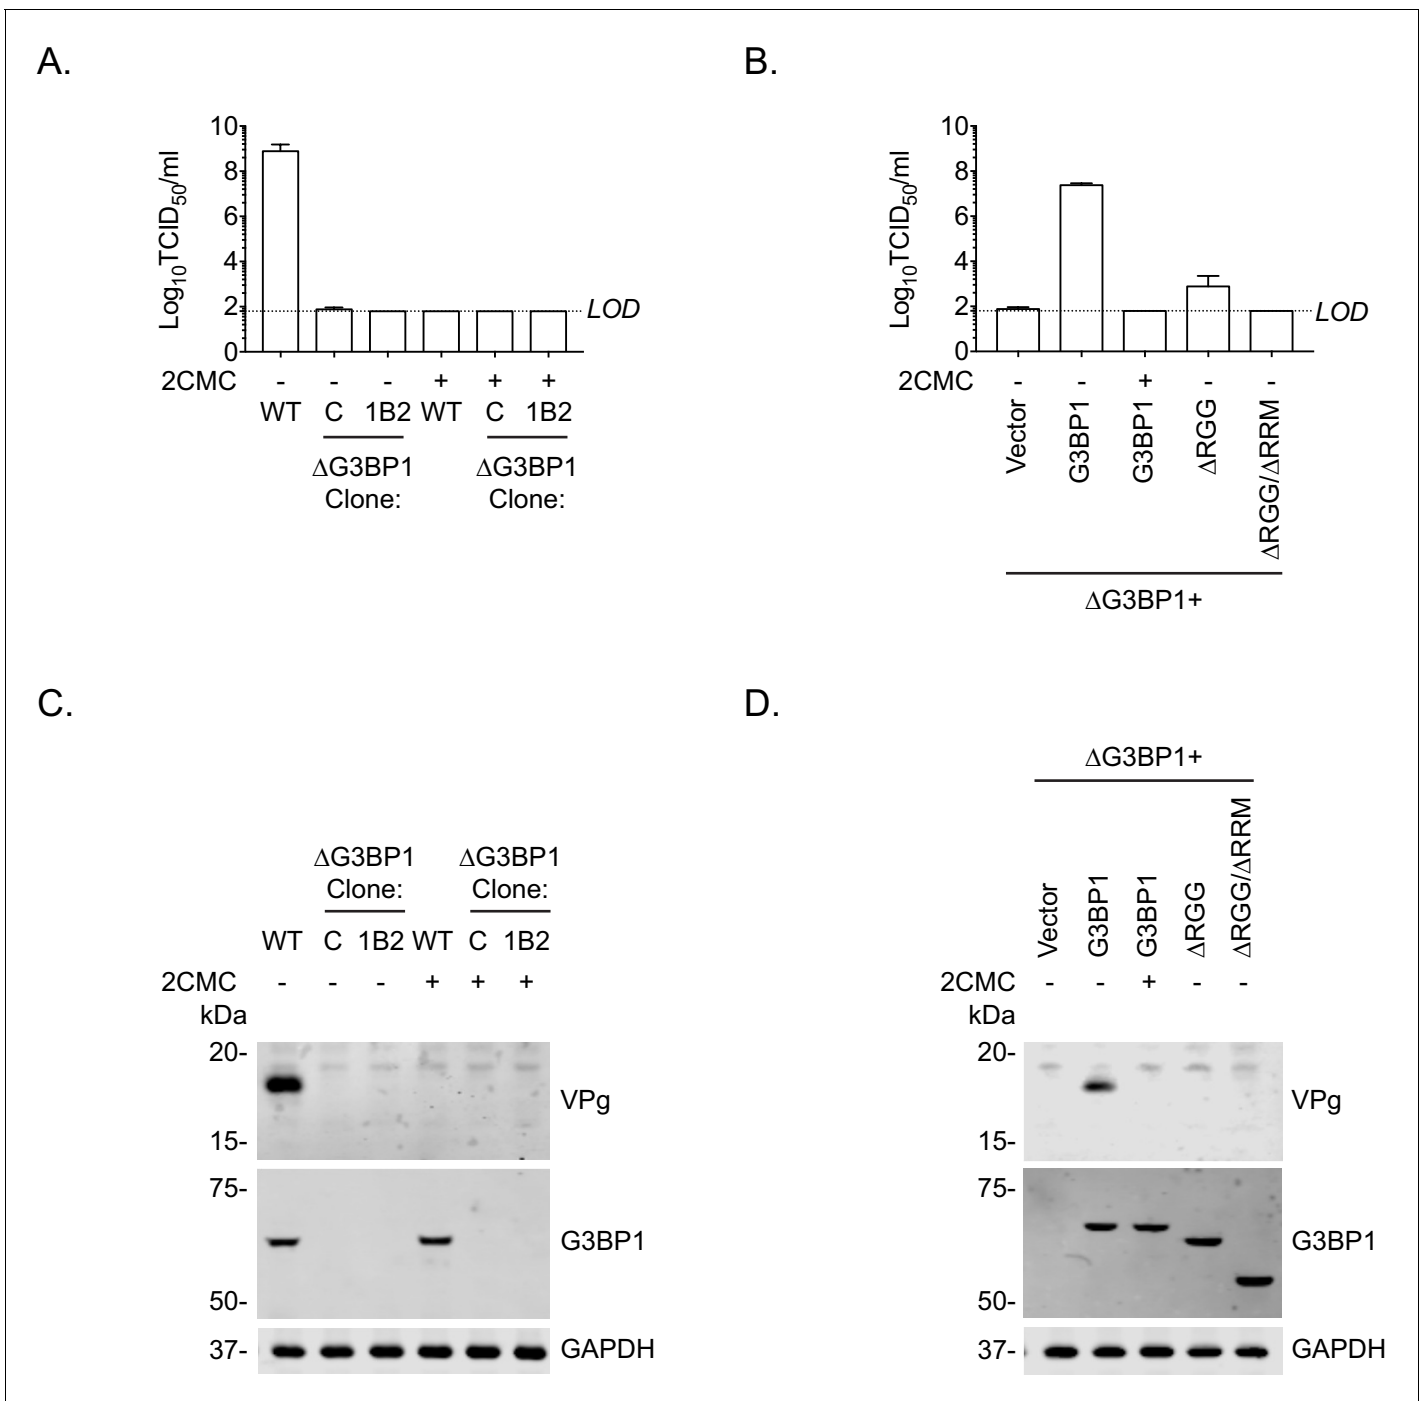 A.
Log10TCID50/ml
10
8
6
4
2
0
LOD
2CMC - - - + + +
WT C 1B2 WT C 1B2
ΔG3BP1 ΔG3BP1
Clone: Clone:
B.
Log10TCID50/ml
10
8
6
4
2
0
LOD
2CMC - - + - -
Vector
G3BP1
G3BP1
ΔRGG
ΔRGG/ΔRRM
ΔG3BP1+
C.
ΔG3BP1 ΔG3BP1
Clone: Clone:
WT C 1B2 WT C 1B2
2CMC - - - + + +
kDa
20-
VPg
15-
75-
G3BP1
50-
37- GAPDH
D.
ΔG3BP1+
Vector
G3BP1
G3BP1
ΔRGG
ΔRGG/ΔRRM
2CMC - - + - -
kDa
20-
VPg
15-
75-
G3BP1
50-
37- GAPDH